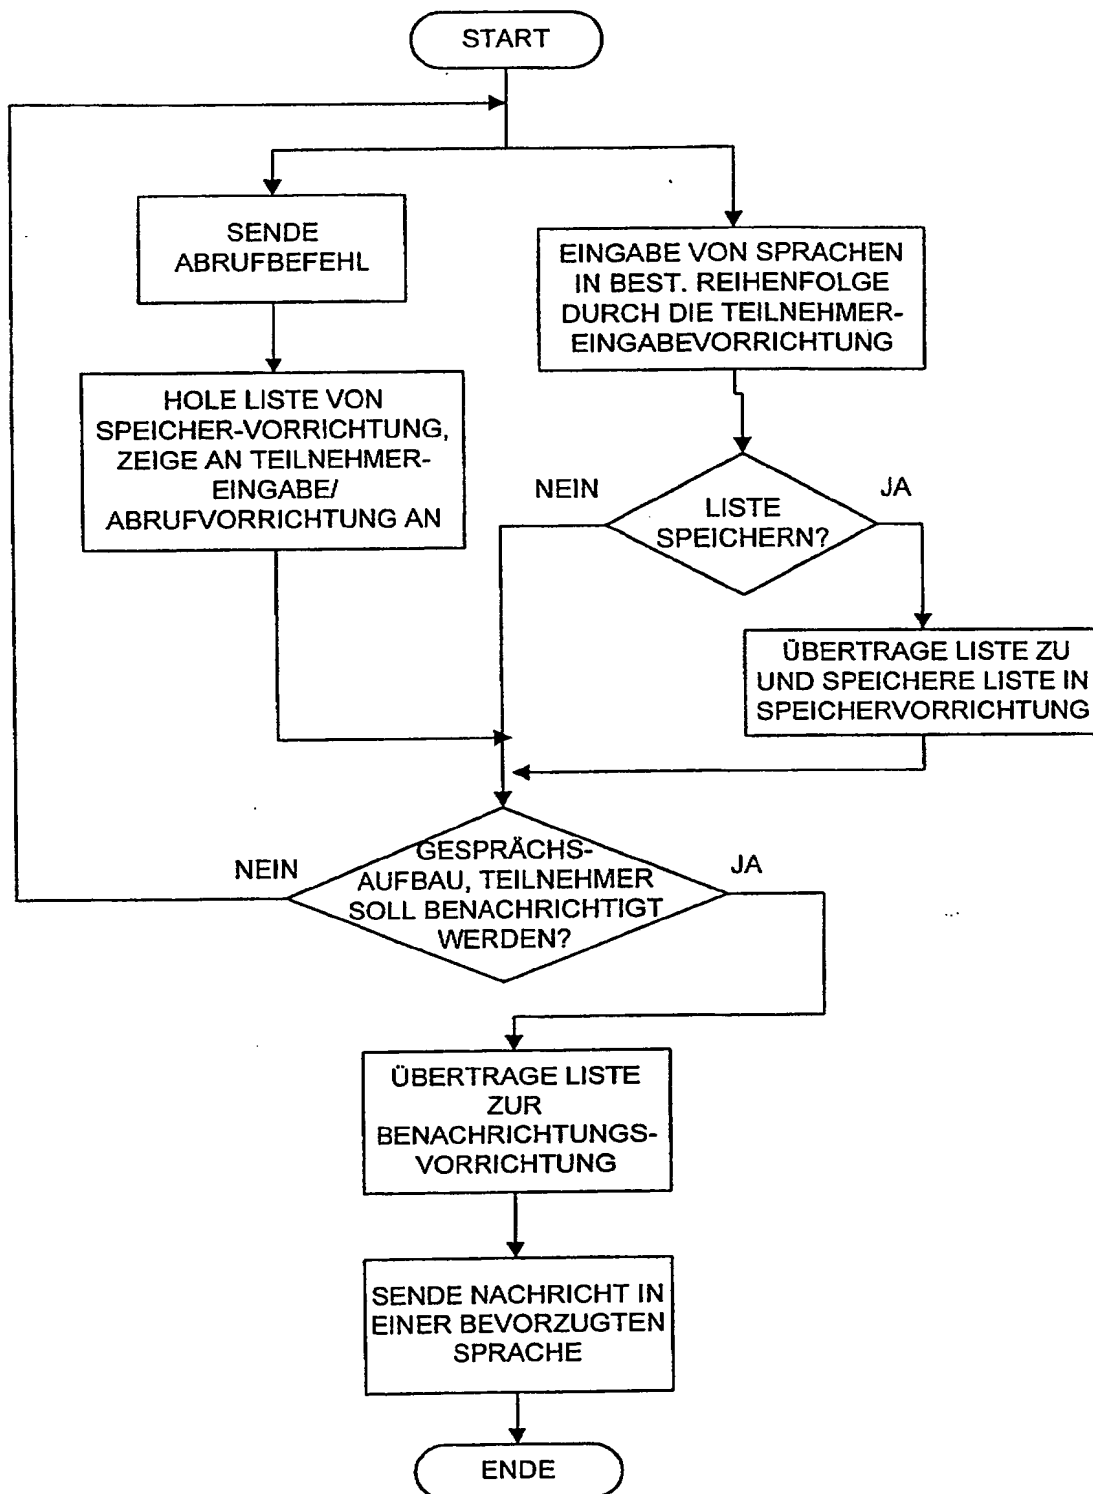 START
SENDE
ABRUFBEFEHL
EINGABE VON SPRACHEN
IN BEST. REIHENFOLGE
DURCH DIE TEILNEHMER-
EINGABEVORRICHTUNG
HOLE LISTE VON
SPEICHER-VORRICHTUNG,
ZEIGE AN TEILNEHMER-
EINGABE/
ABRUFVORRICHTUNG AN
NEIN
LISTE
SPEICHERN?
JA
ÜBERTRAGE LISTE ZU
UND SPEICHERE LISTE IN
SPEICHERVORRICHTUNG
NEIN
GESPRÄCHS-
AUFBAU, TEILNEHMER
SOLL BENACHRICHTIGT
WERDEN?
JA
ÜBERTRAGE LISTE
ZUR
BENACHRICHTUNGS-
VORRICHTUNG
SENDE NACHRICHT IN
EINER BEVORZUGTEN
SPRACHE
ENDE